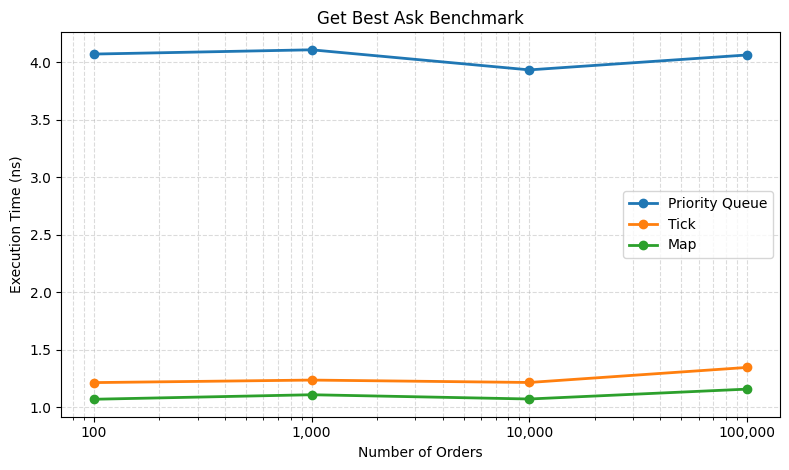 Get Best Ask Benchmark
Execution Time (ns)
4.0
3.5
3.0
2.5
2.0
1.5
1.0
Priority Queue
Tick
Map
100
1,000
10,000
100,000
Number of Orders